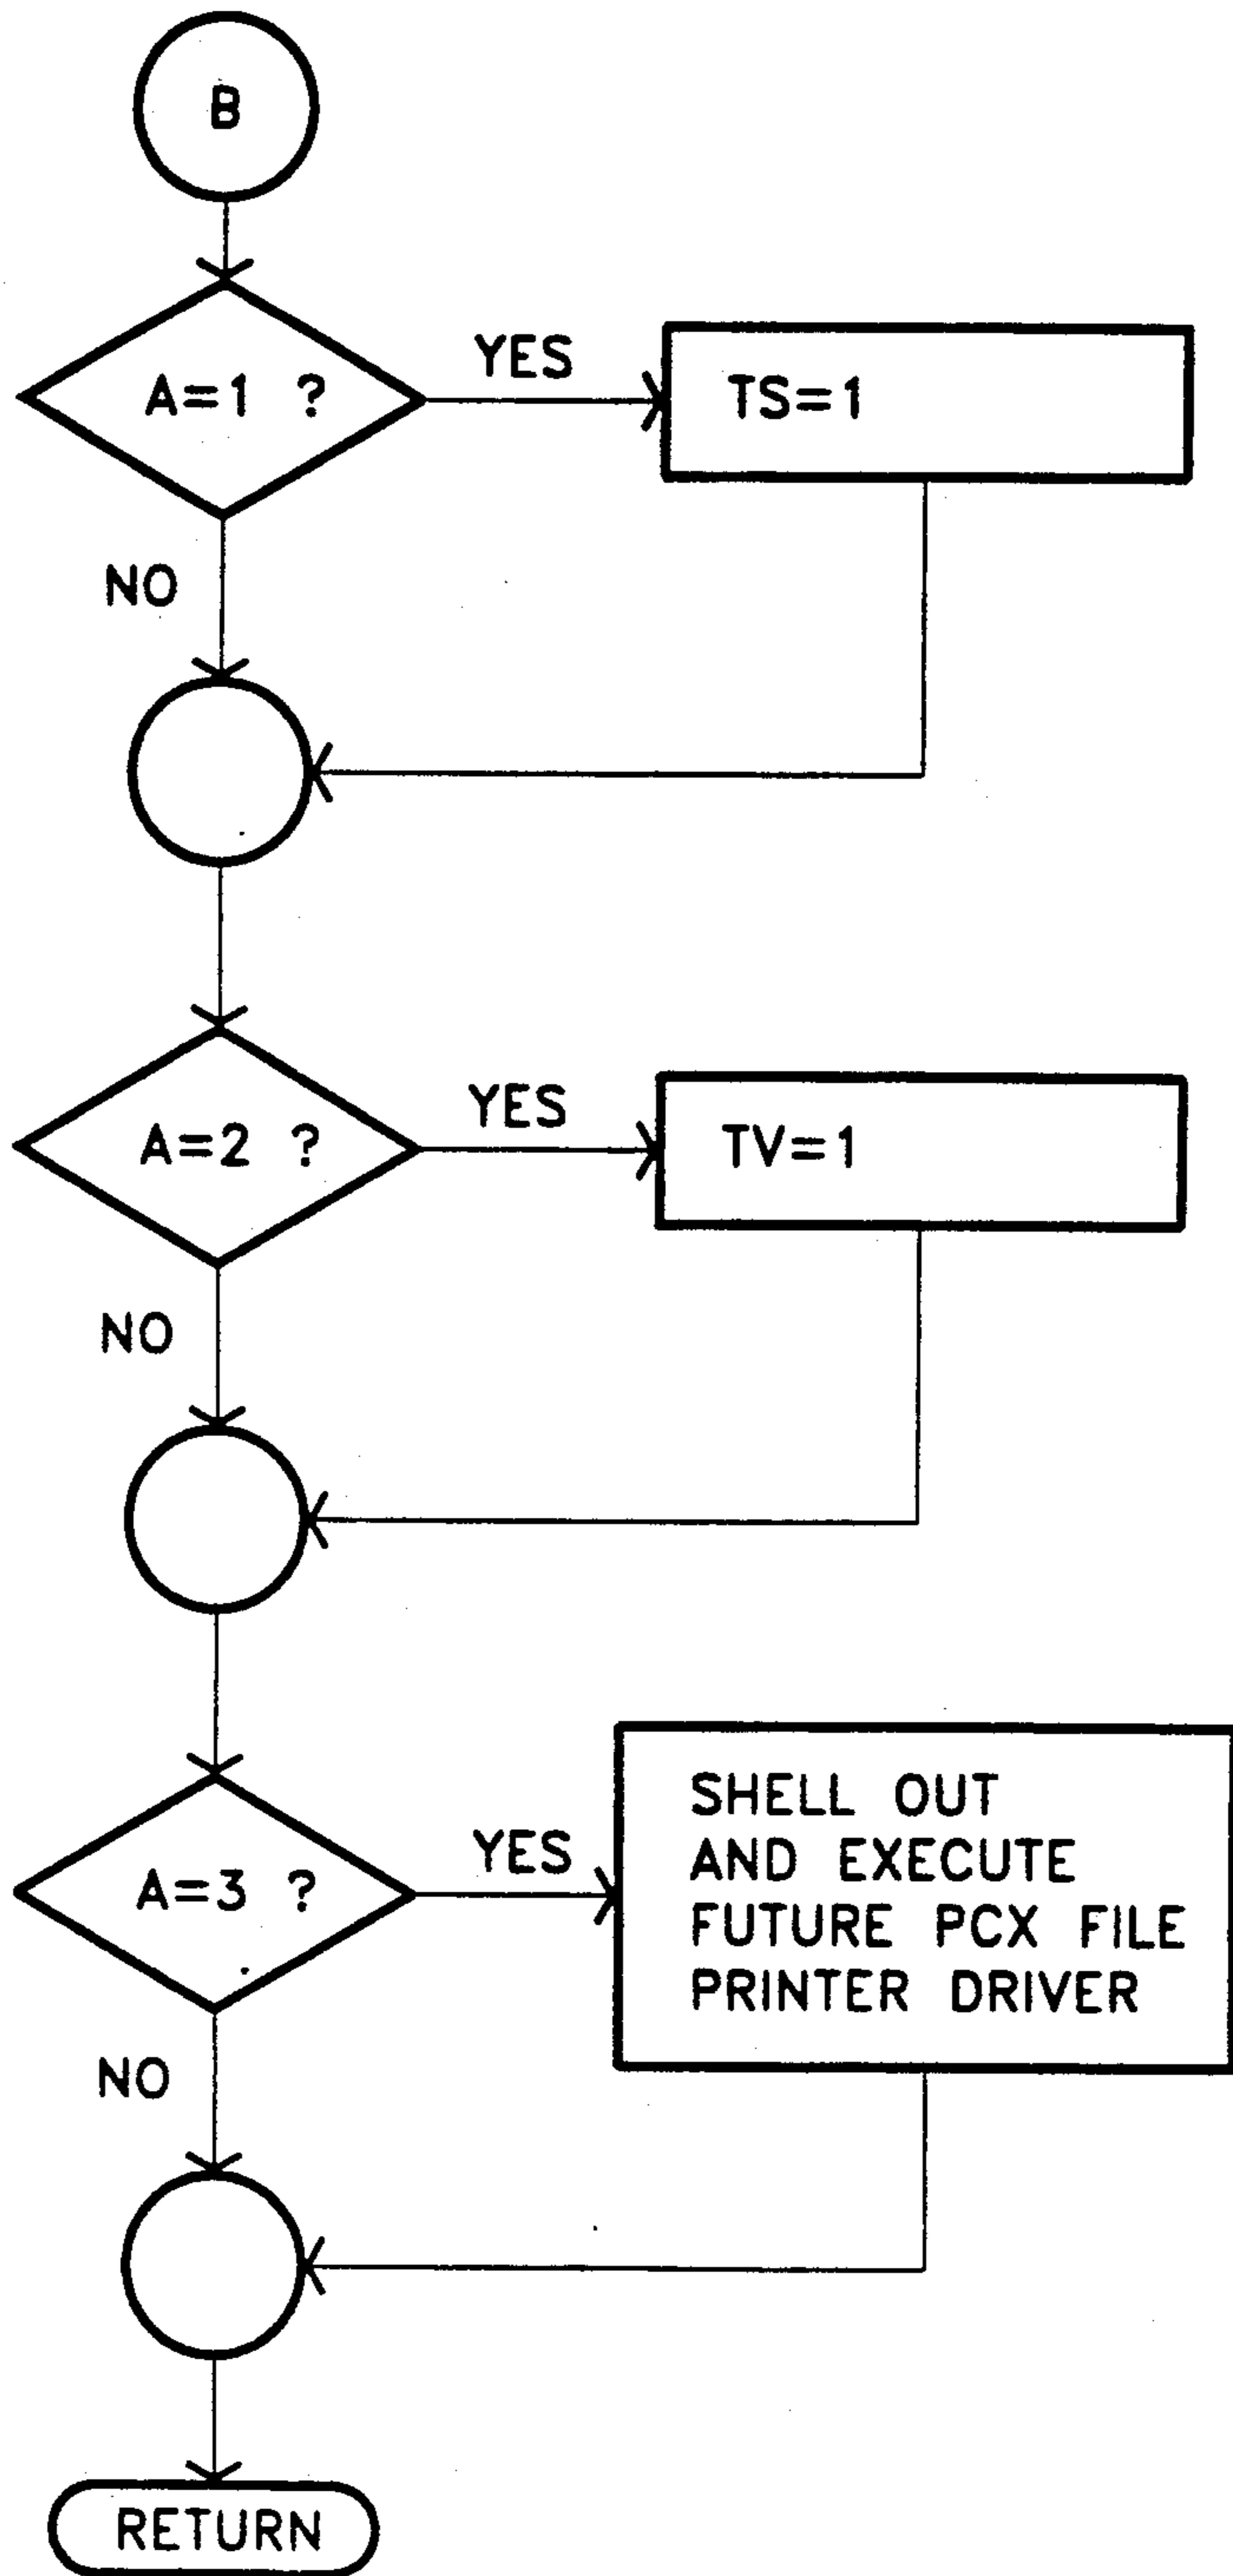 B
A=1 ?
YES
TS=1
NO
A=2 ?
YES
TV=1
NO
A=3 ?
YES
SHELL OUT
AND EXECUTE
FUTURE PCX FILE
PRINTER DRIVER
NO
RETURN